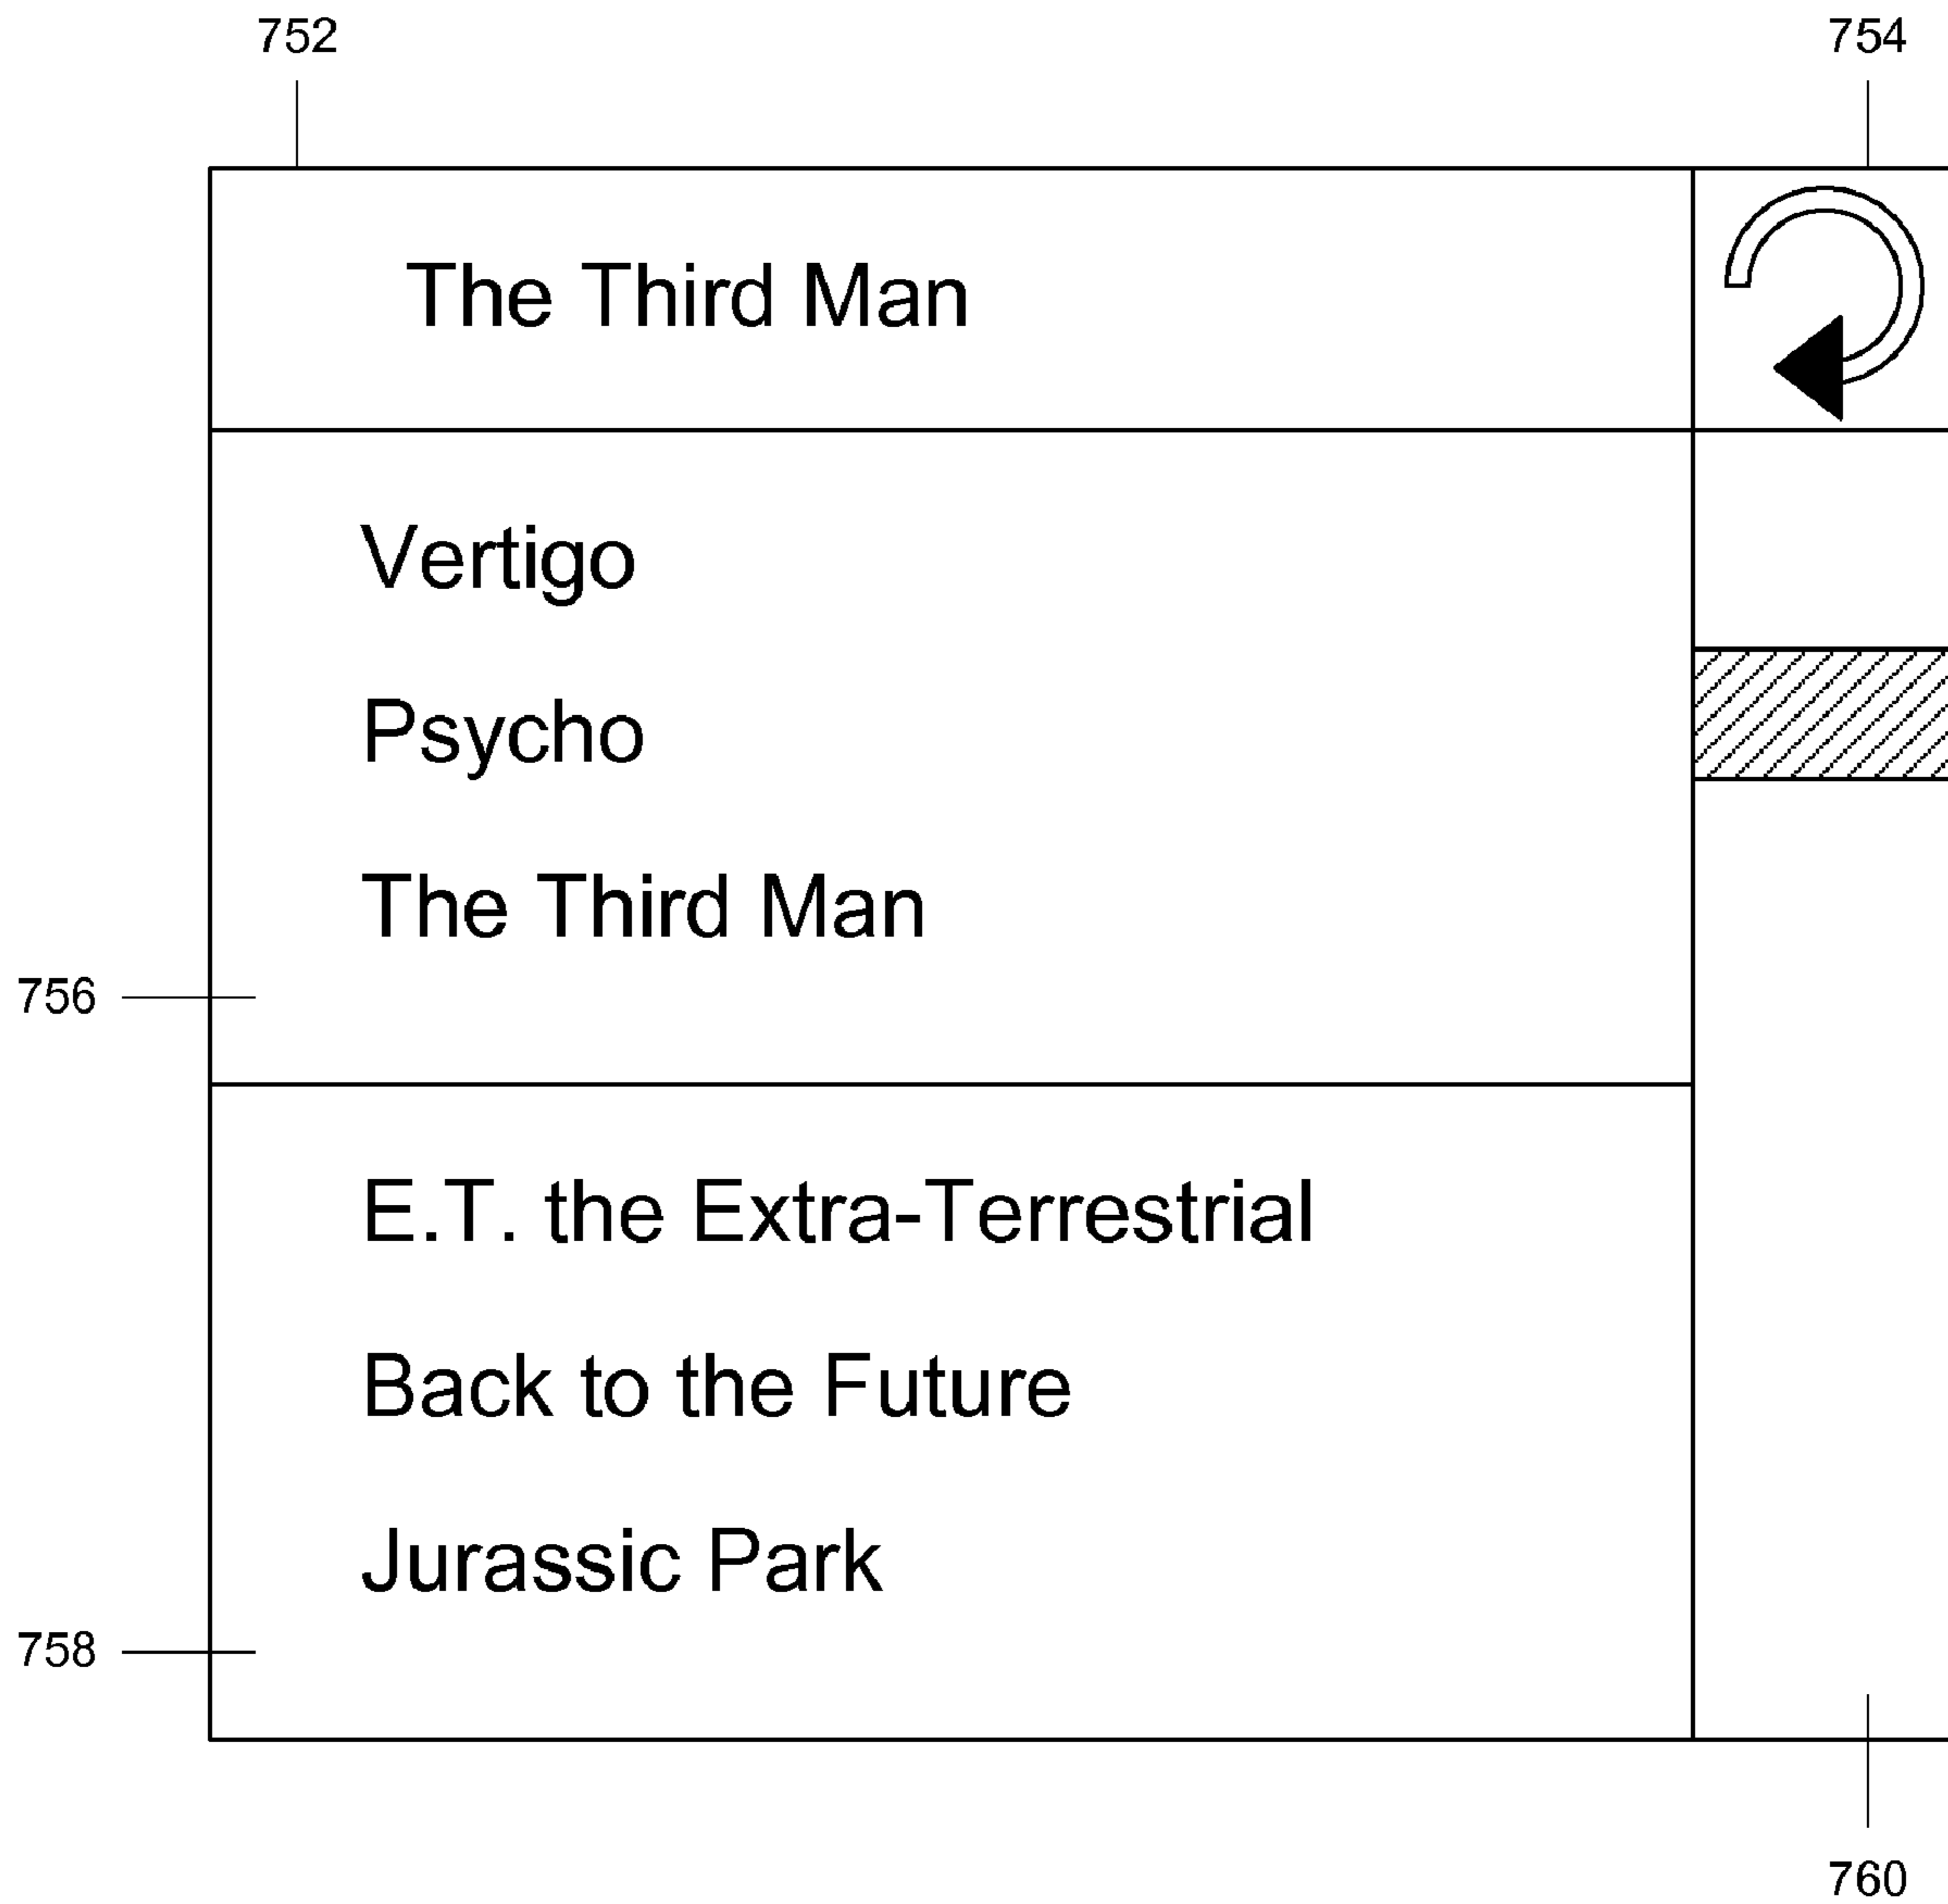 752
754
The Third Man
Vertigo
Psycho
The Third Man
756
E.T. the Extra-Terrestrial
Back to the Future
Jurassic Park
758
760